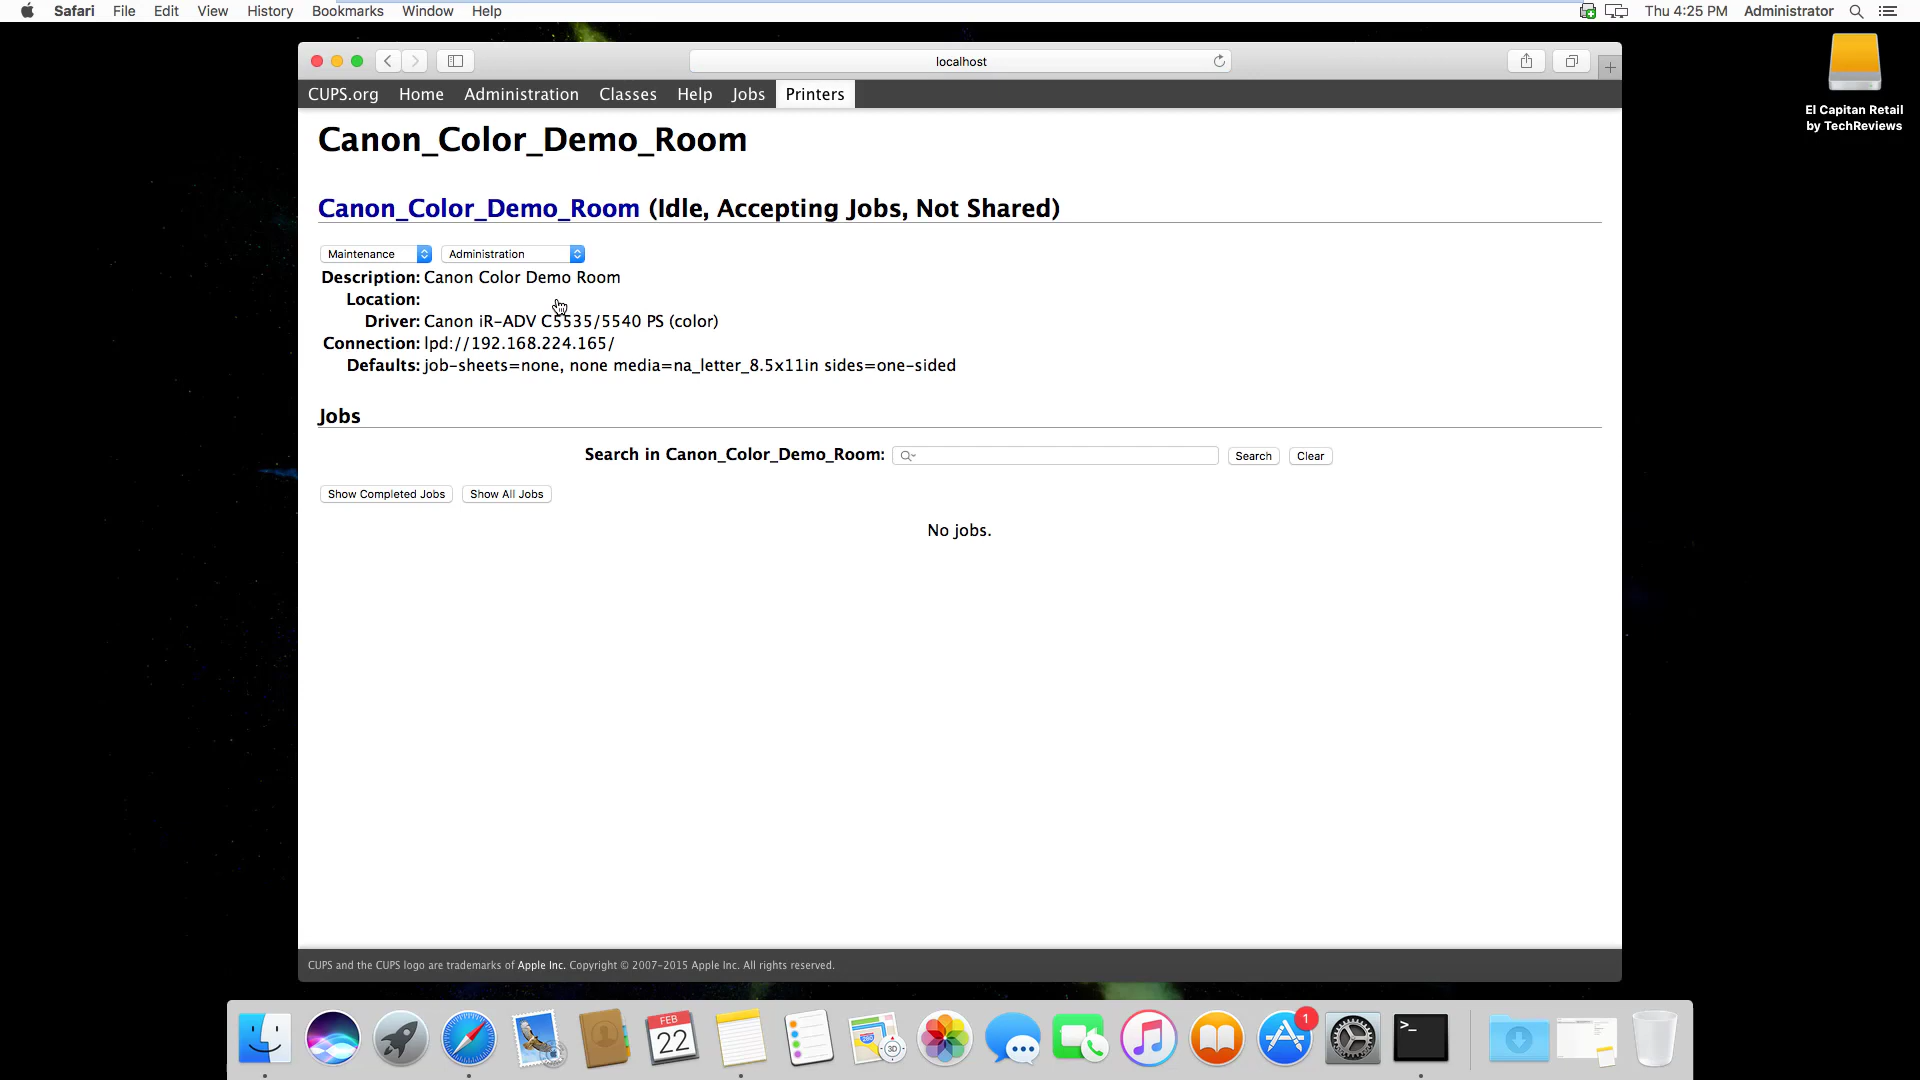 Safari File Edit View History Bookmarks Window Help Thu 4:25 PM Administrator
localhost
El Capitan Retail
by TechReviews
CUPS.org Home Administration Classes Help Jobs Printers
Canon_Color_Demo_Room
Canon_Color_Demo_Room (Idle, Accepting Jobs, Not Shared)
Maintenance Administration
Description: Canon Color Demo Room
Location:
Driver: Canon iR-ADV C5535/5540 PS (color)
Connection: lpd://192.168.224.165/
Defaults: job-sheets=none, none media=na_letter_8.5x11in sides=one-sided
Jobs
Search in Canon_Color_Demo_Room: Search Clear
Show Completed Jobs Show All Jobs
No jobs.
CUPS and the CUPS logo are trademarks of Apple Inc. Copyright © 2007-2015 Apple Inc. All rights reserved.
FEB
22
3D
1
>_